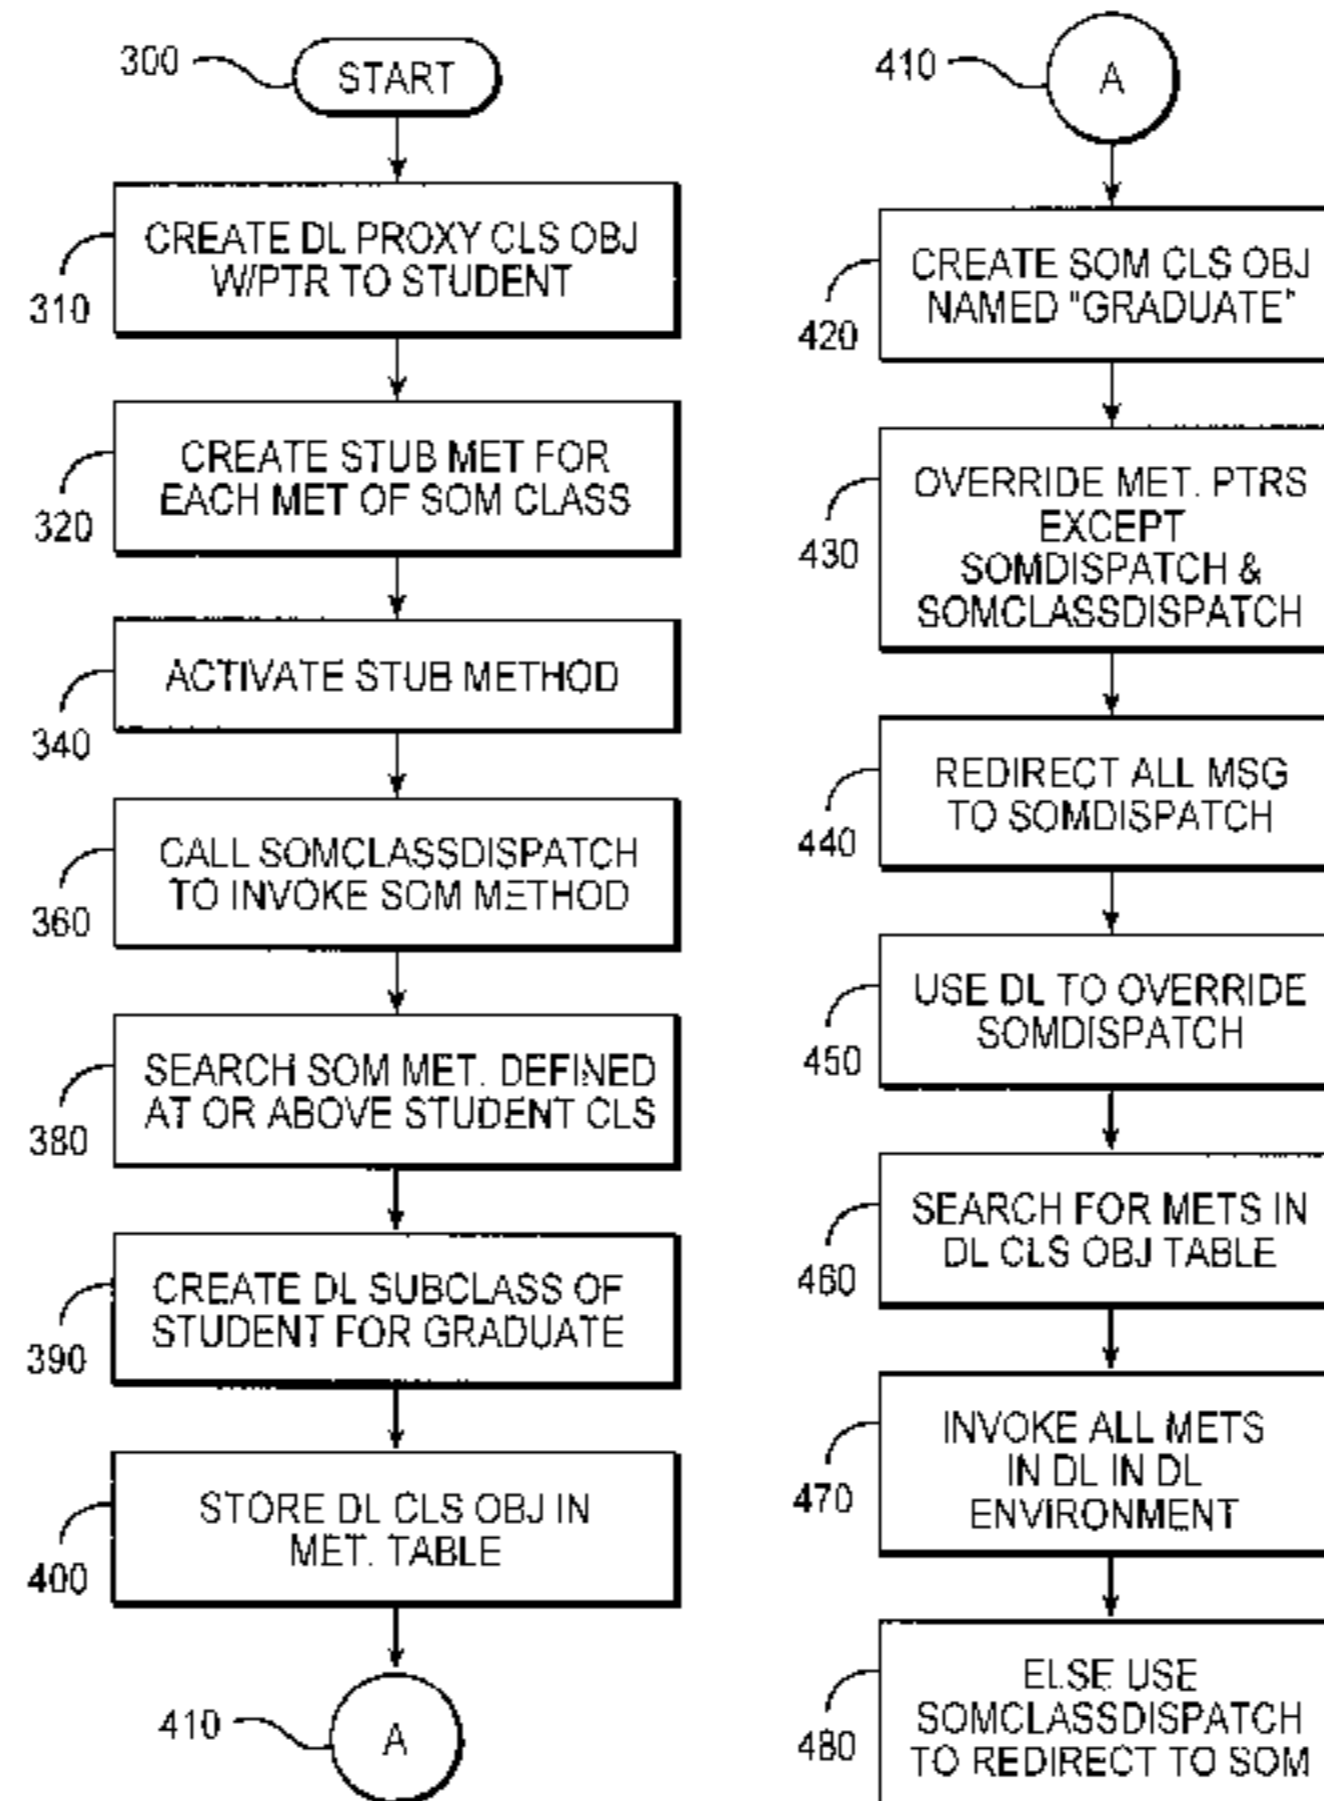 300
START
310
CREATE DL PROXY CLS OBJ
W/PTR TO STUDENT
320
CREATE STUB MET FOR
EACH MET OF SOM CLASS
340
ACTIVATE STUB METHOD
360
CALL SOMCLASSDISPATCH
TO INVOKE SOM METHOD
380
SEARCH SOM MET. DEFINED
AT OR ABOVE STUDENT CLS
390
CREATE DL SUBCLASS OF
STUDENT FOR GRADUATE
400
STORE DL CLS OBJ IN
MET. TABLE
410
A
410
A
420
CREATE SOM CLS OBJ
NAMED "GRADUATE"
430
OVERRIDE MET. PTRS
EXCEPT
SOMDISPATCH &
SOMCLASSDISPATCH
440
REDIRECT ALL MSG
TO SOMDISPATCH
450
USE DL TO OVERRIDE
SOMDISPATCH
460
SEARCH FOR METS IN
DL CLS OBJ TABLE
470
INVOKE ALL METS
IN DL IN DL
ENVIRONMENT
480
ELSE USE
SOMCLASSDISPATCH
TO REDIRECT TO SOM